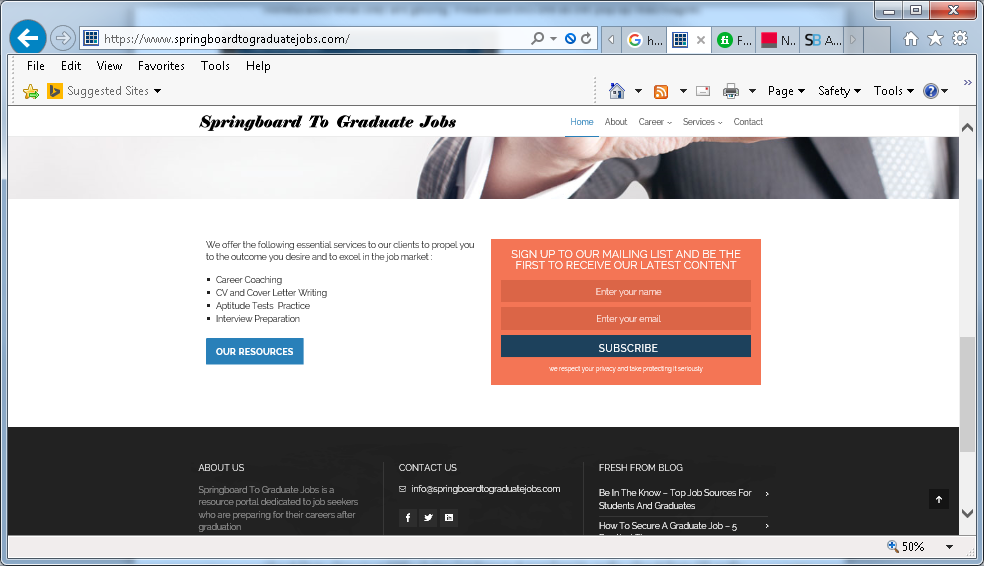 https://www.springboardtograduatejobs.com/
h...
F...
N...
A...
File Edit View Favorites Tools Help
Suggested Sites
Page Safety Tools
Springboard To Graduate Jobs
Home About Career Services Contact
We offer the following essential services to our clients to propel you
to the outcome you desire and to excel in the job market :
Career Coaching
CV and Cover Letter Writing
Aptitude Tests Practice
Interview Preparation
OUR RESOURCES
SIGN UP TO OUR MAILING LIST AND BE THE
FIRST TO RECEIVE OUR LATEST CONTENT
Enter your name
Enter your email
SUBSCRIBE
we respect your privacy and take protecting it seriously
ABOUT US
Springboard To Graduate Jobs is a
resource portal dedicated to job seekers
who are preparing for their careers after
graduation
CONTACT US
info@springboardtograduatejobs.com
FRESH FROM BLOG
Be In The Know – Top Job Sources For
Students And Graduates
How To Secure A Graduate Job – 5
50%